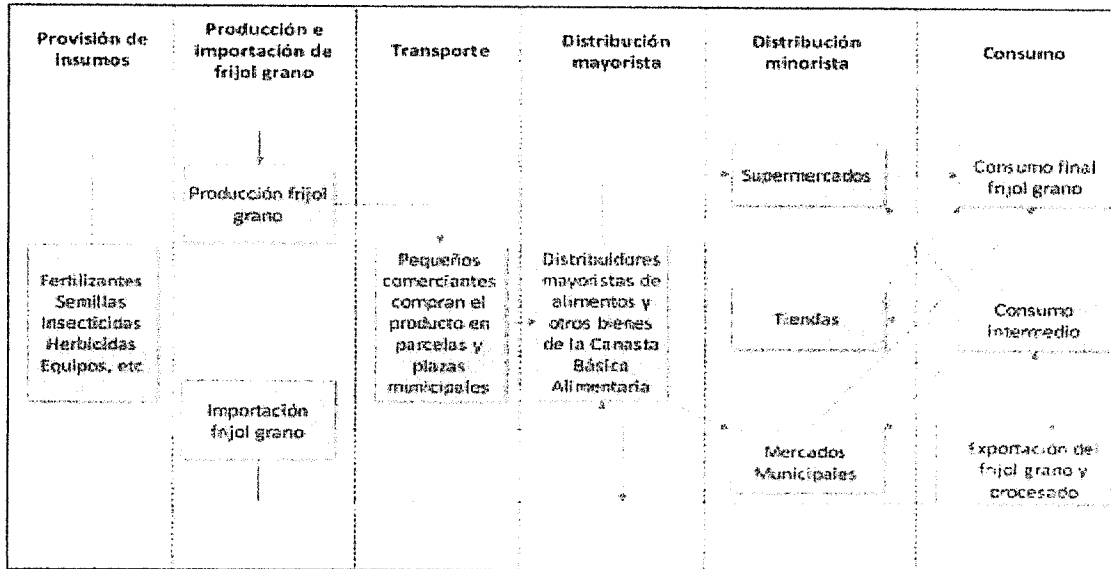 Provisión de
insumos
Producción e
importación de
frijol grano
Transporte
Distribución
mayorista
Distribución
minorista
Consumo
Fertilizantes
Semillas
Insecticidas
Herbicidas
Equipos, etc
Producción frijol
grano
Importación
frijol grano
Pequeños
comerciantes
compran el
producto en
parcelas y
plazas
municipales
Distribuidores
mayoristas de
alimentos y
otros bienes
de la Canasta
Básica
Alimentaria
Supermercados
Tiendas
Mercados
Municipales
Consumo final
frijol grano
Consumo
Intermedio
Exportación del
frijol grano y
procesado